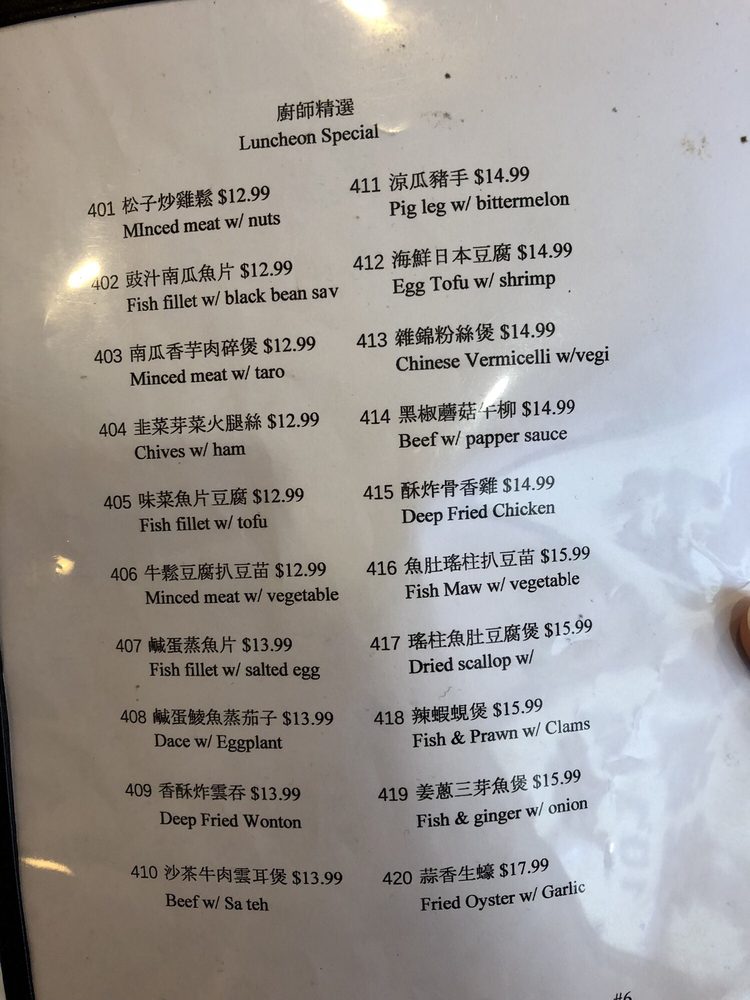 廚師精選
Luncheon Special
401 松子炒雞鬆 $12.99
MInced meat w/ nuts
402 豉汁南瓜魚片 $12.99
Fish fillet w/ black bean sav
403 南瓜香芋肉碎煲 $12.99
Minced meat w/ taro
404 韭菜芽菜火腿絲 $12.99
Chives w/ ham
405 味菜魚片豆腐 $12.99
Fish fillet w/ tofu
406 牛鬆豆腐扒豆苗 $12.99
Minced meat w/ vegetable
407 鹹蛋蒸魚片 $13.99
Fish fillet w/ salted egg
408 鹹蛋鯪魚蒸茄子 $13.99
Dace w/ Eggplant
409 香酥炸雲吞 $13.99
Deep Fried Wonton
410 沙茶牛肉雲耳煲 $13.99
Beef w/ Sa teh
411 涼瓜豬手 $14.99
Pig leg w/ bittermelon
412 海鮮日本豆腐 $14.99
Egg Tofu w/ shrimp
413 雜錦粉絲煲 $14.99
Chinese Vermicelli w/vegi
414 黑椒蘑菇牛柳 $14.99
Beef w/ papper sauce
415 酥炸骨香雞 $14.99
Deep Fried Chicken
416 魚肚瑤柱扒豆苗 $15.99
Fish Maw w/ vegetable
417 瑤柱魚肚豆腐煲 $15.99
Dried scallop w/
418 辣蝦蜆煲 $15.99
Fish & Prawn w/ Clams
419 姜蔥三芽魚煲 $15.99
Fish & ginger w/ onion
420 蒜香生蠔 $17.99
Fried Oyster w/ Garlic
#6